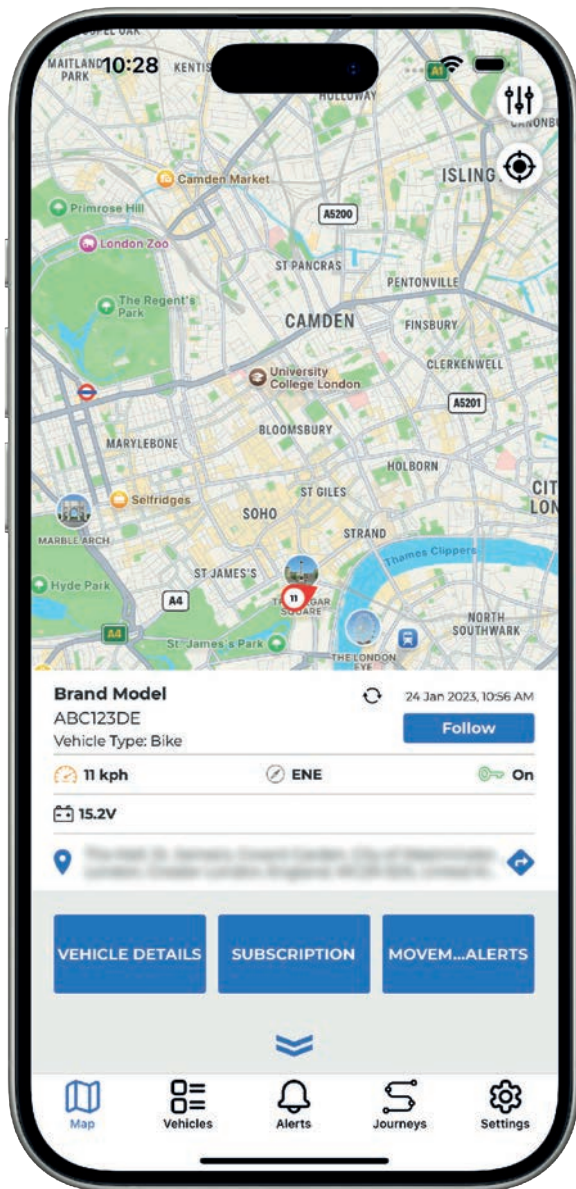 MAITLAND
PARK
10:28
KENTIS
A1
HOLLOWAY
CANONBU
ISLING
Camden Market
Primrose Hill
A5200
London Zoo
ST PANCRAS
PENTONVILLE
The Regent's
Park
CAMDEN
FINSBURY
CLERKENWELL
University
College London
A5201
BLOOMSBURY
MARYLEBONE
HOLBORN
CIT
LON
Selfridges
ST GILES
SOHO
STRAND
MARBLE ARCH
Thames Clippers
ST JAMES'S
Hyde Park
A4
11
TR GAR
SQUARE
NORTH
SOUTHWARK
A4
St. James's Park
THE LONDON
EYE
Brand Model
24 Jan 2023, 10:56 AM
ABC123DE
Follow
Vehicle Type: Bike
11 kph
ENE
On
15.2V
VEHICLE DETAILS
SUBSCRIPTION
MOVEM...ALERTS
Map
Vehicles
Alerts
Journeys
Settings